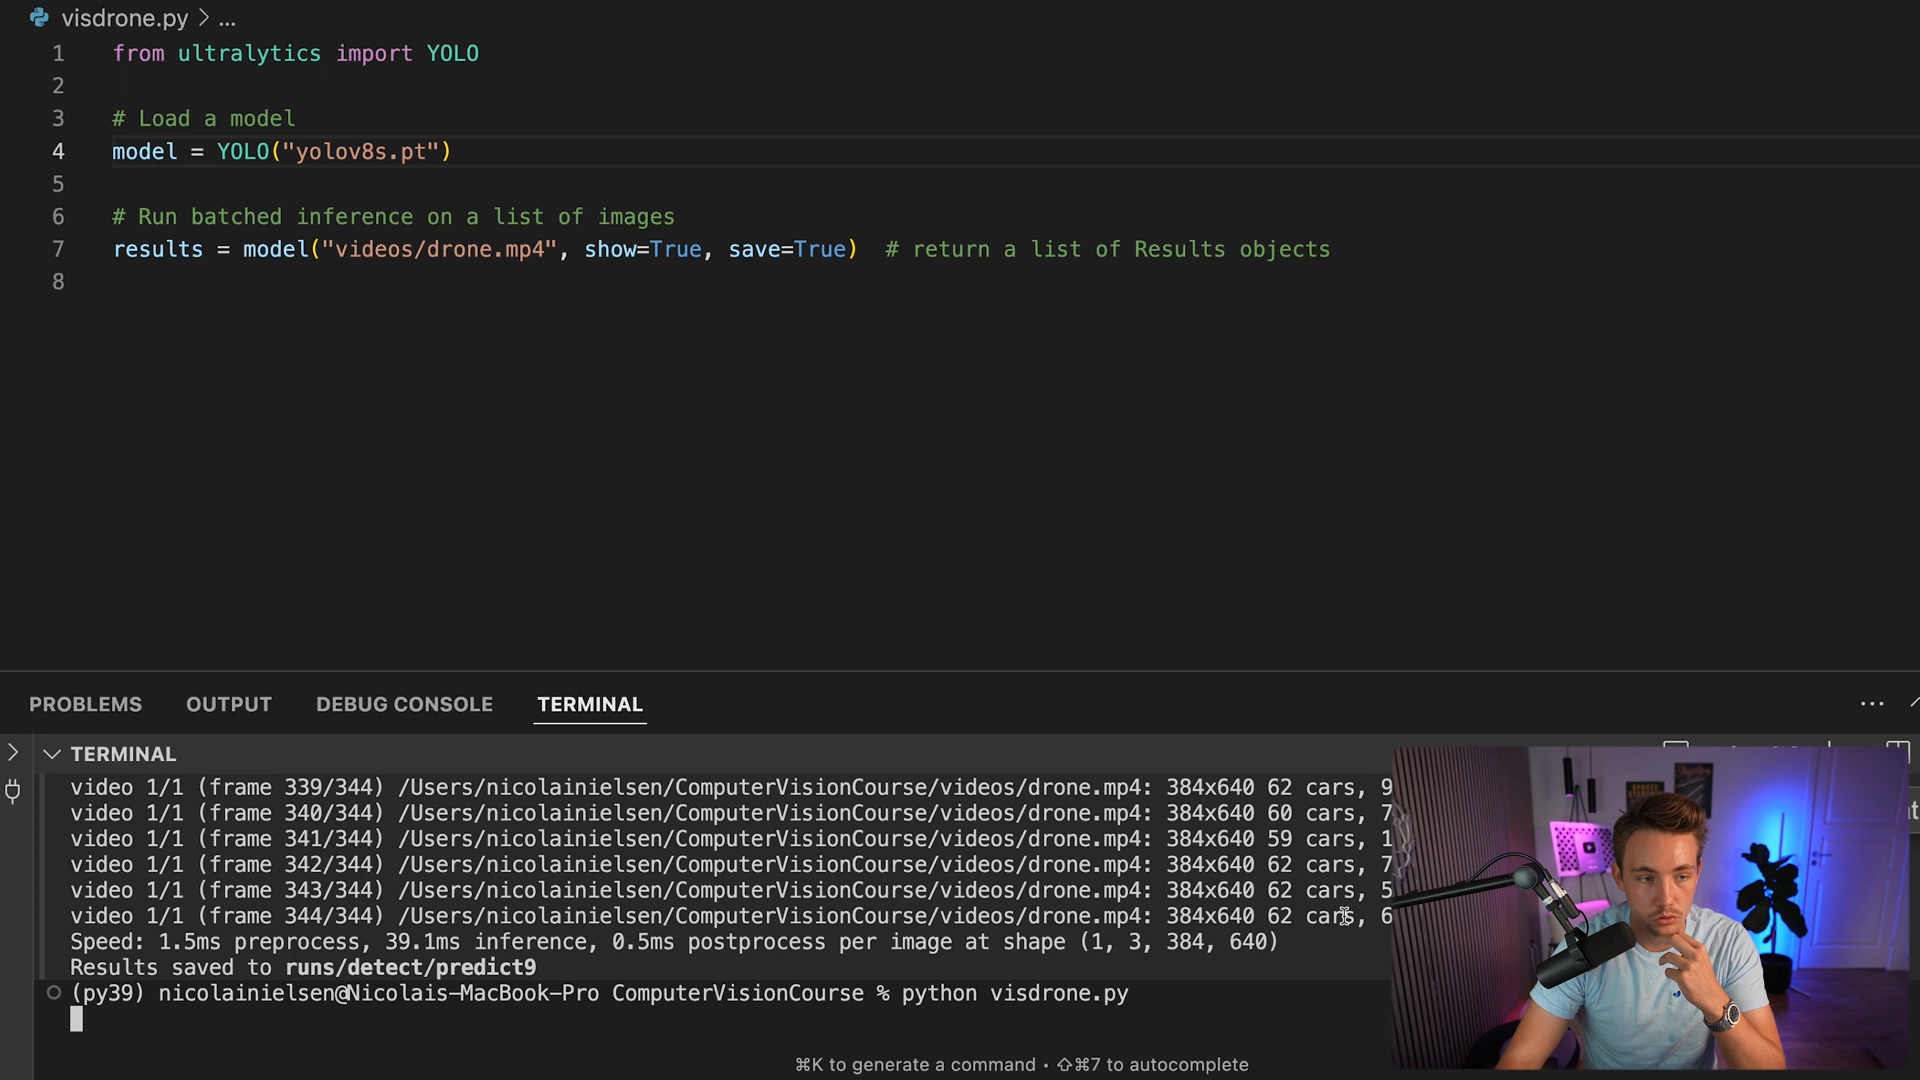 visdrone.py > ...
1 from ultralytics import YOLO
2
3 # Load a model
4 model = YOLO("yolov8s.pt")
5
6 # Run batched inference on a list of images
7 results = model("videos/drone.mp4", show=True, save=True)  # return a list of Results objects
8
PROBLEMS OUTPUT DEBUG CONSOLE TERMINAL ...
TERMINAL
video 1/1 (frame 339/344) /Users/nicolainielsen/ComputerVisionCourse/videos/drone.mp4: 384x640 62 cars, 9
video 1/1 (frame 340/344) /Users/nicolainielsen/ComputerVisionCourse/videos/drone.mp4: 384x640 60 cars, 7
video 1/1 (frame 341/344) /Users/nicolainielsen/ComputerVisionCourse/videos/drone.mp4: 384x640 59 cars, 1
video 1/1 (frame 342/344) /Users/nicolainielsen/ComputerVisionCourse/videos/drone.mp4: 384x640 62 cars, 7
video 1/1 (frame 343/344) /Users/nicolainielsen/ComputerVisionCourse/videos/drone.mp4: 384x640 62 cars, 5
video 1/1 (frame 344/344) /Users/nicolainielsen/ComputerVisionCourse/videos/drone.mp4: 384x640 62 cars, 6
Speed: 1.5ms preprocess, 39.1ms inference, 0.5ms postprocess per image at shape (1, 3, 384, 640)
Results saved to runs/detect/predict9
(py39) nicolainielsen@Nicolais-MacBook-Pro ComputerVisionCourse % python visdrone.py
⌘K to generate a command · ⇧⌘7 to autocomplete